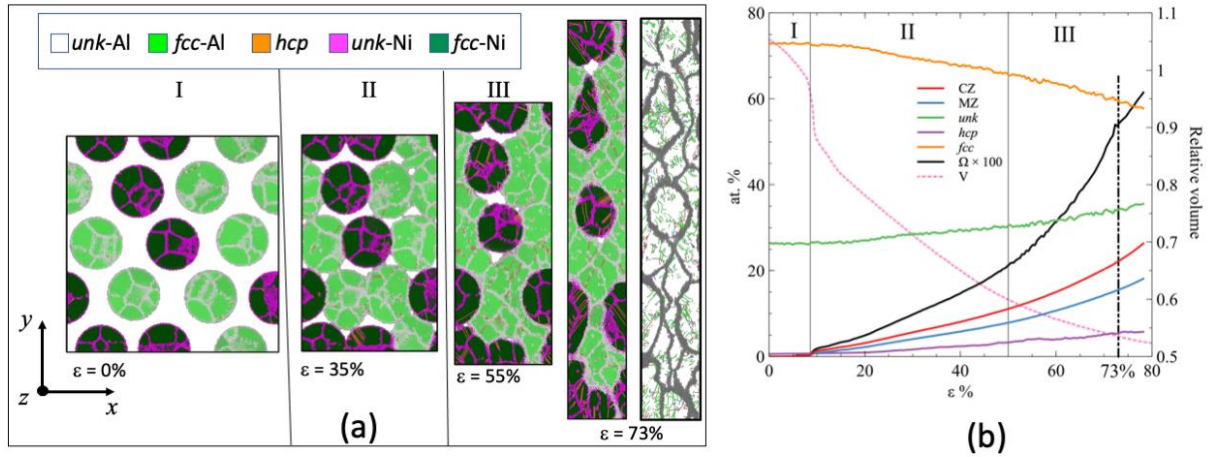 unk-Al fcc-Al hcp unk-Ni fcc-Ni
I II III
y
z x
ε = 0%
ε = 35%
ε = 55%
ε = 73%
(a)
80
60
40
20
0
at. %
I II III
CZ
MZ
unk
hcp
fcc
Ω × 100
V
1.1
1
0.9
0.8
0.7
0.6
0.5
Relative volume
0 20 40 60 73% 80
ε %
(b)